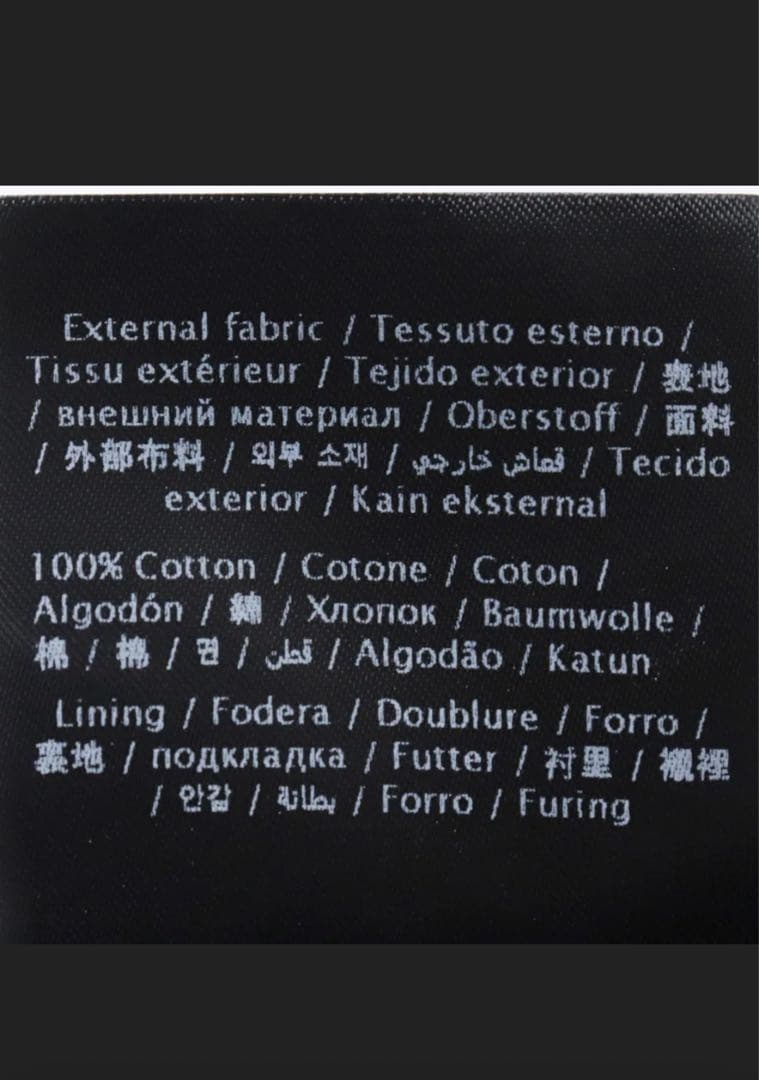 External fabric / Tessuto esterno /
Tissu extérieur / Tejido exterior / 表地
/ внешний материал / Oberstoff / 面料
/ 外部布料 / 외부 소재 / قماش خارجي / Tecido
exterior / Kain eksternal
100% Cotton / Cotone / Coton /
Algodón / 綿 / Хлопок / Baumwolle /
棉 / 棉 / 면 / قطن / Algodão / Katun
Lining / Fodera / Doublure / Forro /
裏地 / подкладка / Futter / 衬里 / 襯裡
/ 안감 / بطانة / Forro / Furing